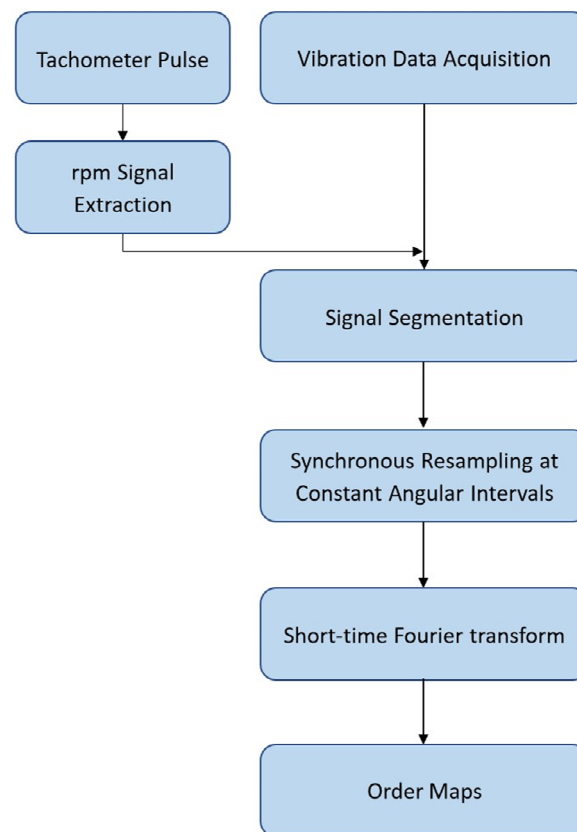 Tachometer Pulse
Vibration Data Acquisition
rpm Signal
Extraction
Signal Segmentation
Synchronous Resampling at
Constant Angular Intervals
Short-time Fourier transform
Order Maps